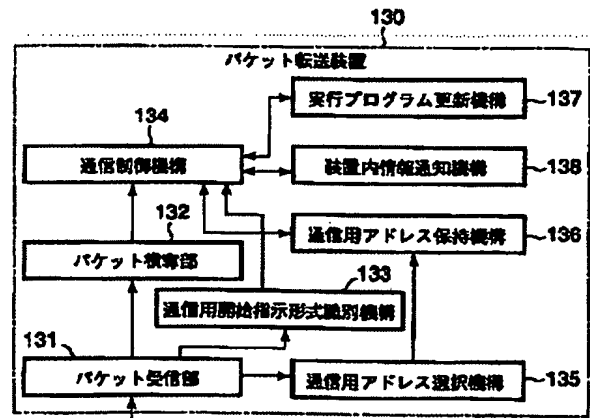 130
パケット転送装置
134
通信制御機構
実行プログラム更新機構
137
装置内情報通知機構
138
132
パケット検索部
通信用アドレス保持機構
136
133
通信用開始指示形式識別機構
131
パケット受信部
通信用アドレス選択機構
135